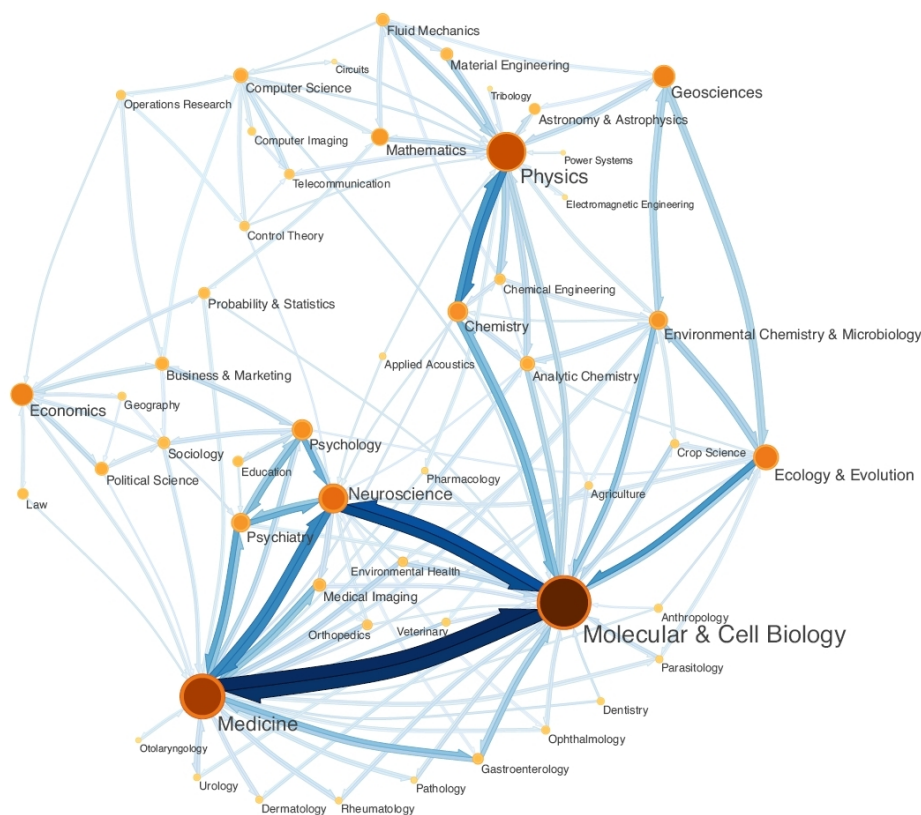 Fluid Mechanics
Material Engineering
Circuits
Computer Science
Geosciences
Operations Research
Tribology
Astronomy & Astrophysics
Computer Imaging
Mathematics
Power Systems
Physics
Telecommunication
Electromagnetic Engineering
Control Theory
Chemical Engineering
Probability & Statistics
Chemistry
Environmental Chemistry & Microbiology
Applied Acoustics
Analytic Chemistry
Business & Marketing
Economics
Geography
Psychology
Sociology
Crop Science
Education
Political Science
Pharmacology
Ecology & Evolution
Neuroscience
Agriculture
Law
Psychiatry
Environmental Health
Medical Imaging
Anthropology
Orthopedics
Veterinary
Molecular & Cell Biology
Parasitology
Dentistry
Medicine
Ophthalmology
Otolaryngology
Gastroenterology
Urology
Pathology
Dermatology
Rheumatology